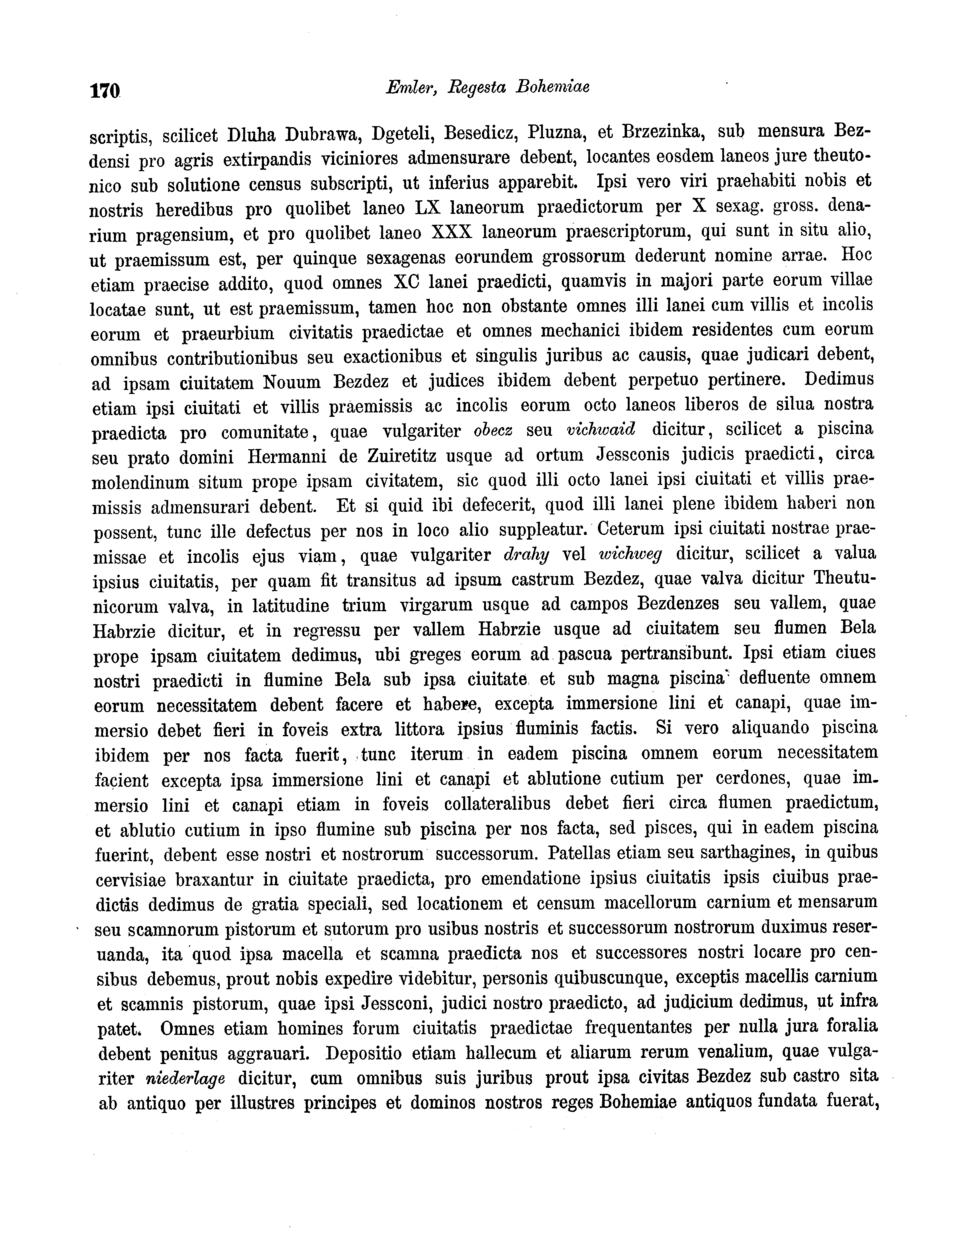 170 Emler, Regesta Bohemiae
scriptis, scilicet Dluha Dubrawa, Dgeteli, Besedicz, Pluzna, et Brzezinka, sub mensura Bez-
densi pro agris extirpandis viciniores admensurare debent, locantes eosdem laneos jure theuto-
nico sub solutione census subscripti, ut inferius apparebit. Ipsi vero viri praehabiti nobis et
nostris heredibus pro quolibet laneo LX laneorum praedictorum per X sexag. gross. dena-
rium pragensium, et pro quolibet laneo XXX laneorum praescriptorum, qui sunt in situ alio,
ut praemissum est, per quinque sexagenas eorundem grossorum dederunt nomine arrae. Hoc
etiam praecise addito, quod omnes XC lanei praedicti, quamvis in majori parte eorum villae
locatae sunt, ut est praemissum, tamen hoc non obstante omnes illi lanei cum villis et incolis
eorum et praeurbium civitatis praedictae et omnes mechanici ibidem residentes cum eorum
omnibus contributionibus seu exactionibus et singulis juribus ac causis, quae judicari debent,
ad ipsam ciuitatem Nouum Bezdez et judices ibidem debent perpetuo pertinere. Dedimus
etiam ipsi ciuitati et villis praemissis ac incolis eorum octo laneos liberos de silua nostra
praedicta pro comunitate, quae vulgariter obecz seu vichwaid dicitur, scilicet a piscina
seu prato domini Hermanni de Zuiretitz usque ad ortum Jessconis judicis praedicti, circa
molendinum situm prope ipsam civitatem, sic quod illi octo lanei ipsi ciuitati et villis prae-
missis admensurari debent. Et si quid ibi defecerit, quod illi lanei plene ibidem haberi non
possent, tunc ille defectus per nos in loco alio suppleatur. Ceterum ipsi ciuitati nostrae prae-
missae et incolis ejus viam, quae vulgariter drahy vel wichweg dicitur, scilicet a valua
ipsius ciuitatis, per quam fit transitus ad ipsum castrum Bezdez, quae valva dicitur Theutu-
nicorum valva, in latitudine trium virgarum usque ad campos Bezdenzes seu vallem, quae
Habrzie dicitur, et in regressu per vallem Habrzie usque ad ciuitatem seu flumen Bela
prope ipsam ciuitatem dedimus, ubi greges eorum ad pascua pertransibunt. Ipsi etiam ciues
nostri praedicti in flumine Bela sub ipsa ciuitate et sub magna piscina defluente omnem
eorum necessitatem debent facere et habere, excepta immersione lini et canapi, quae im-
mersio debet fieri in foveis extra littora ipsius fluminis factis. Si vero aliquando piscina
ibidem per nos facta fuerit, tunc iterum in eadem piscina omnem eorum necessitatem
facient excepta ipsa immersione lini et canapi et ablutione cutium per cerdones, quae im-
mersio lini et canapi etiam in foveis collateralibus debet fieri circa flumen praedictum,
et ablutio cutium in ipso flumine sub piscina per nos facta, sed pisces, qui in eadem piscina
fuerint, debent esse nostri et nostrorum successorum. Patellas etiam seu sarthagines, in quibus
cervisiae braxantur in ciuitate praedicta, pro emendatione ipsius ciuitatis ipsis ciuibus prae-
dictis dedimus de gratia speciali, sed locationem et censum macellorum carnium et mensarum
seu scamnorum pistorum et sutorum pro usibus nostris et successorum nostrorum duximus reser-
uanda, ita quod ipsa macella et scamna praedicta nos et successores nostri locare pro cen-
sibus debemus, prout nobis expedire videbitur, personis quibuscunque, exceptis macellis carnium
et scamnis pistorum, quae ipsi Jessconi, judici nostro praedicto, ad judicium dedimus, ut infra
patet. Omnes etiam homines forum ciuitatis praedictae frequentantes per nulla jura foralia
debent penitus aggrauari. Depositio etiam hallecum et aliarum rerum venalium, quae vulga-
riter niederlage dicitur, cum omnibus suis juribus prout ipsa civitas Bezdez sub castro sita
ab antiquo per illustres principes et dominos nostros reges Bohemiae antiquos fundata fuerat,